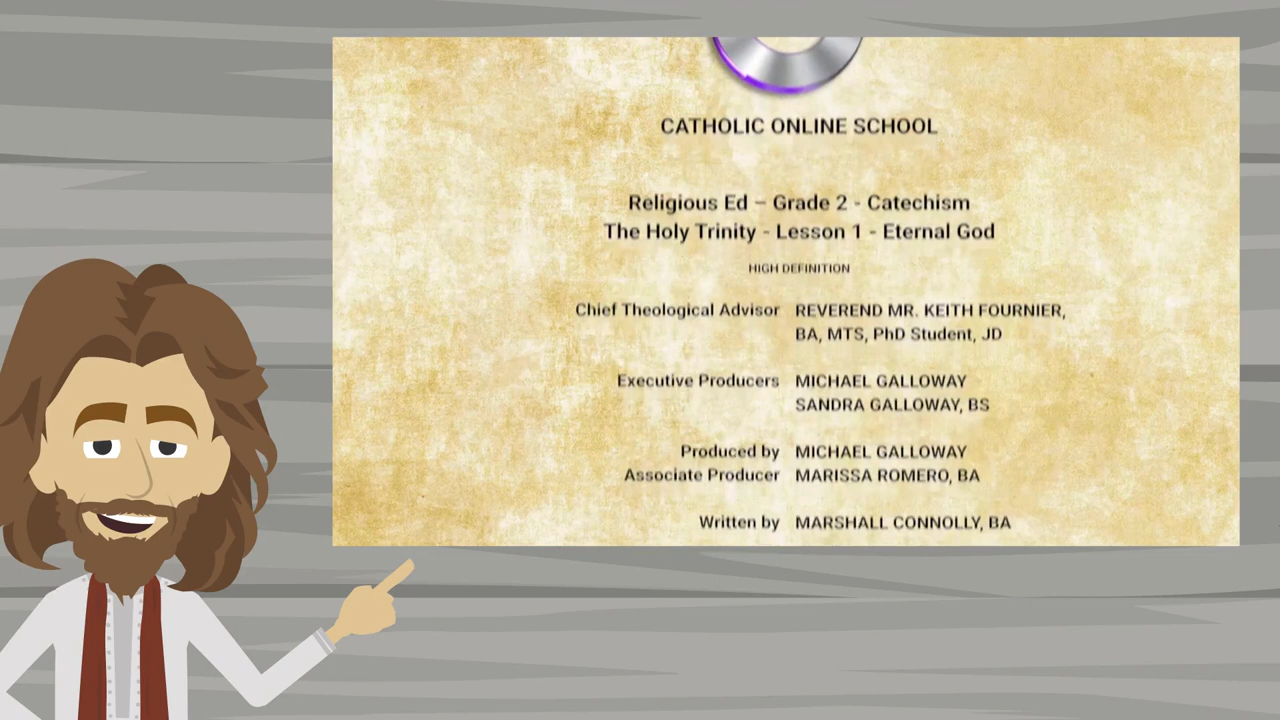 CATHOLIC ONLINE SCHOOL
Religious Ed – Grade 2 - Catechism
The Holy Trinity - Lesson 1 - Eternal God
HIGH DEFINITION
Chief Theological Advisor REVEREND MR. KEITH FOURNIER,
BA, MTS, PhD Student, JD
Executive Producers MICHAEL GALLOWAY
SANDRA GALLOWAY, BS
Produced by MICHAEL GALLOWAY
Associate Producer MARISSA ROMERO, BA
Written by MARSHALL CONNOLLY, BA